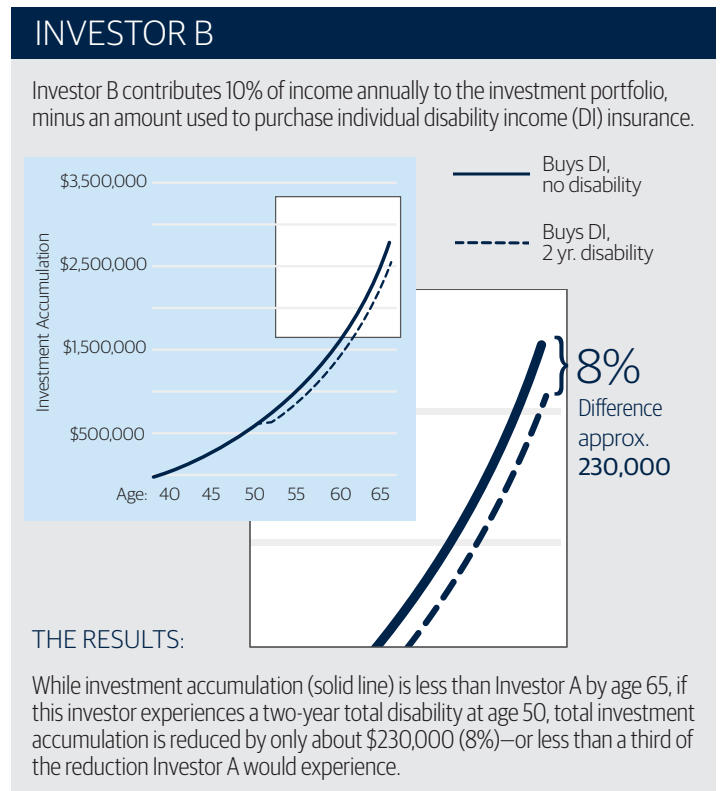 INVESTOR B
Investor B contributes 10% of income annually to the investment portfolio,
minus an amount used to purchase individual disability income (DI) insurance.
Buys DI,
no disability
Buys DI,
2 yr. disability
Investment Accumulation
$3,500,000
$2,500,000
$1,500,000
$500,000
Age: 40 45 50 55 60 65
8%
Difference
approx.
230,000
THE RESULTS:
While investment accumulation (solid line) is less than Investor A by age 65, if
this investor experiences a two-year total disability at age 50, total investment
accumulation is reduced by only about $230,000 (8%)—or less than a third of
the reduction Investor A would experience.